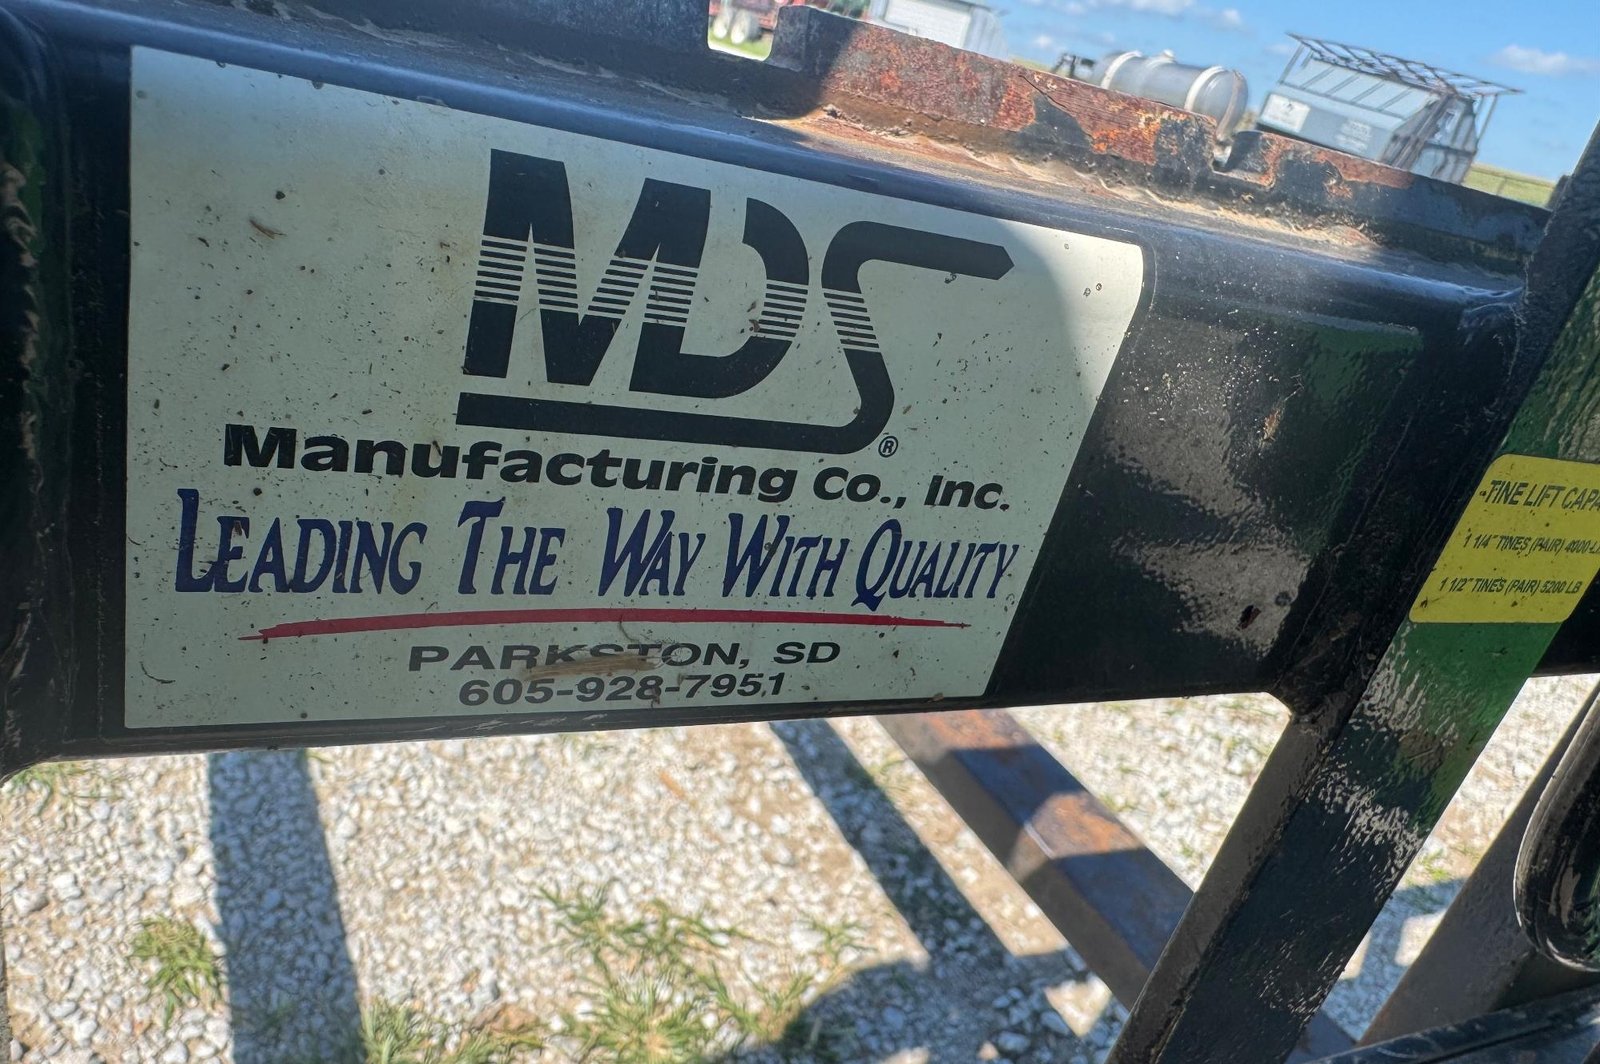 MDS®
Manufacturing Co., Inc.
LEADING THE WAY WITH QUALITY
PARKSTON, SD
605-928-7951
TINE LIFT
1 1/4" TINES (PAIR) 4000
1 1/2" TINES (PAIR) 5200 LB